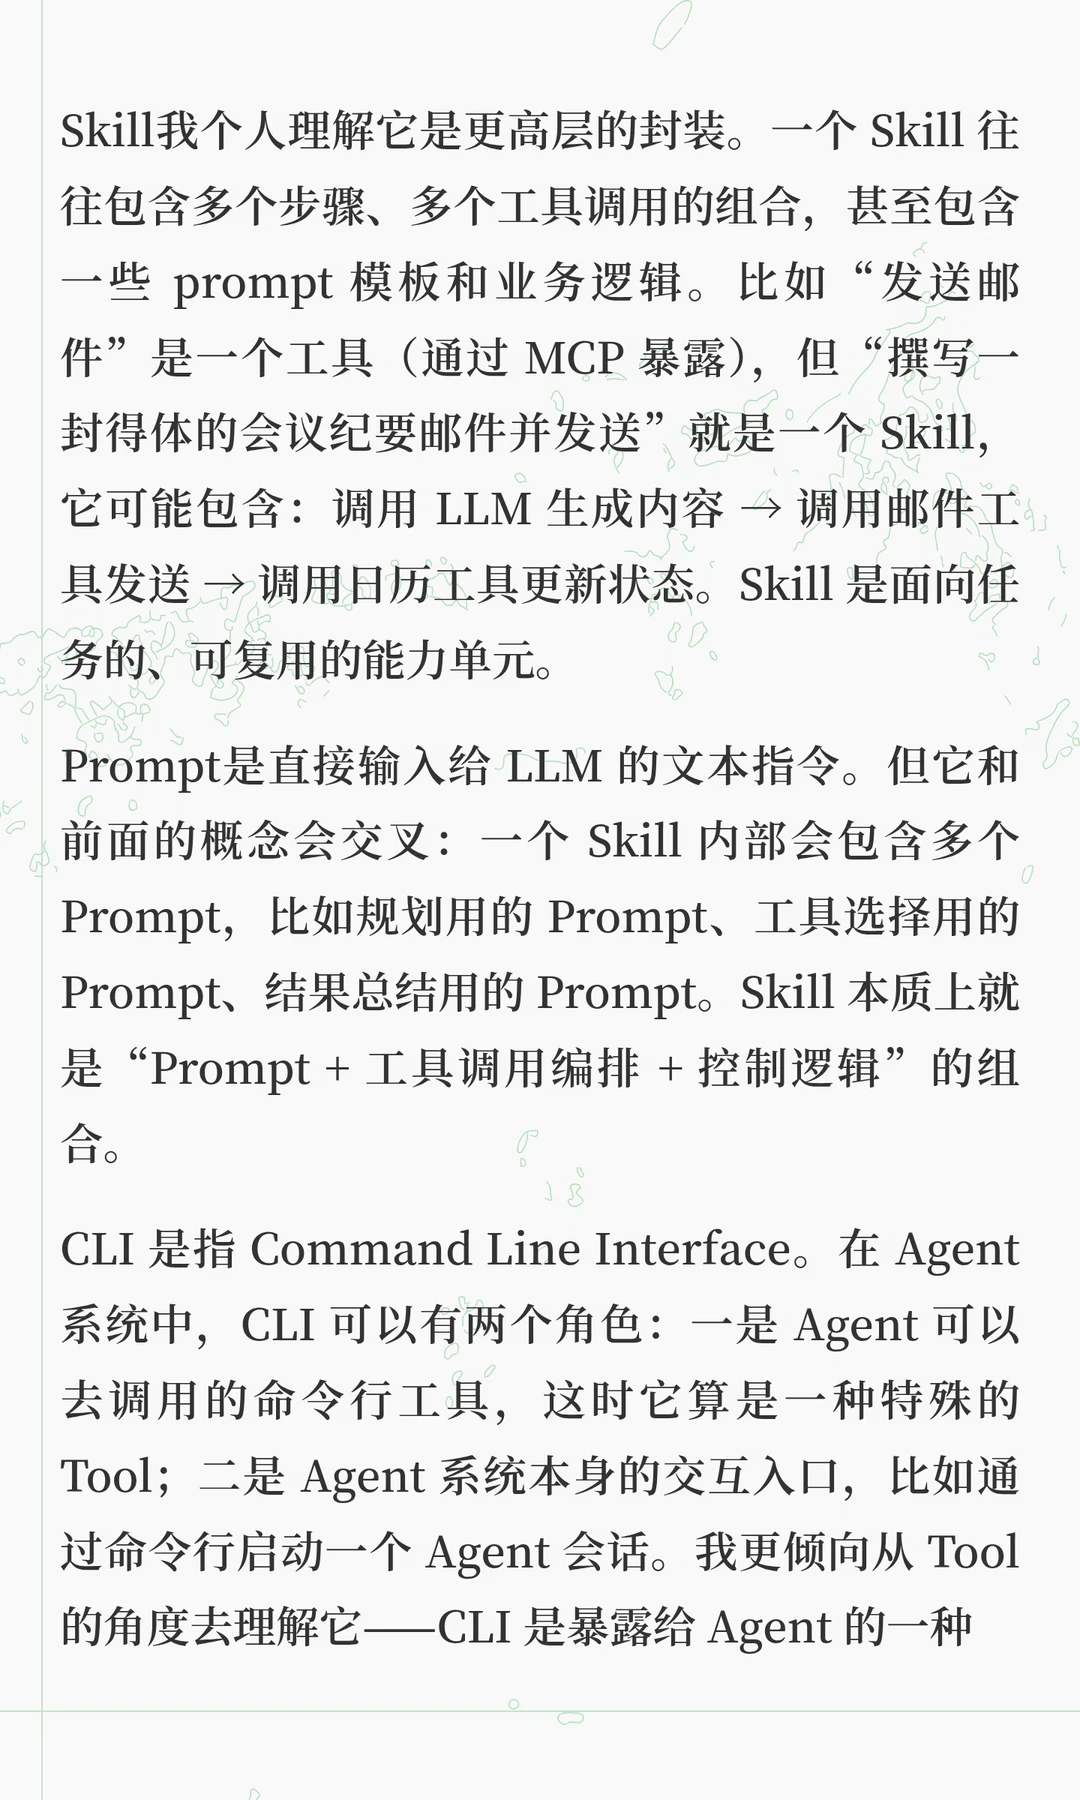 Skill我个人理解它是更高层的封装。一个 Skill 往
往包含多个步骤、多个工具调用的组合，甚至包含
一些 prompt 模板和业务逻辑。比如“发送邮
件”是一个工具（通过 MCP 暴露），但“撰写一
封得体的会议纪要邮件并发送”就是一个 Skill，
它可能包含：调用 LLM 生成内容 → 调用邮件工
具发送 → 调用日历工具更新状态。Skill 是面向任
务的、可复用的能力单元。
Prompt是直接输入给 LLM 的文本指令。但它和
前面的概念会交叉：一个 Skill 内部会包含多个
Prompt，比如规划用的 Prompt、工具选择用的
Prompt、结果总结用的 Prompt。Skill 本质上就
是“Prompt + 工具调用编排 + 控制逻辑”的组
合。
CLI 是指 Command Line Interface。在 Agent
系统中，CLI 可以有两个角色：一是 Agent 可以
去调用的命令行工具，这时它算是一种特殊的
Tool；二是 Agent 系统本身的交互入口，比如通
过命令行启动一个 Agent 会话。我更倾向从 Tool
的角度去理解它——CLI 是暴露给 Agent 的一种